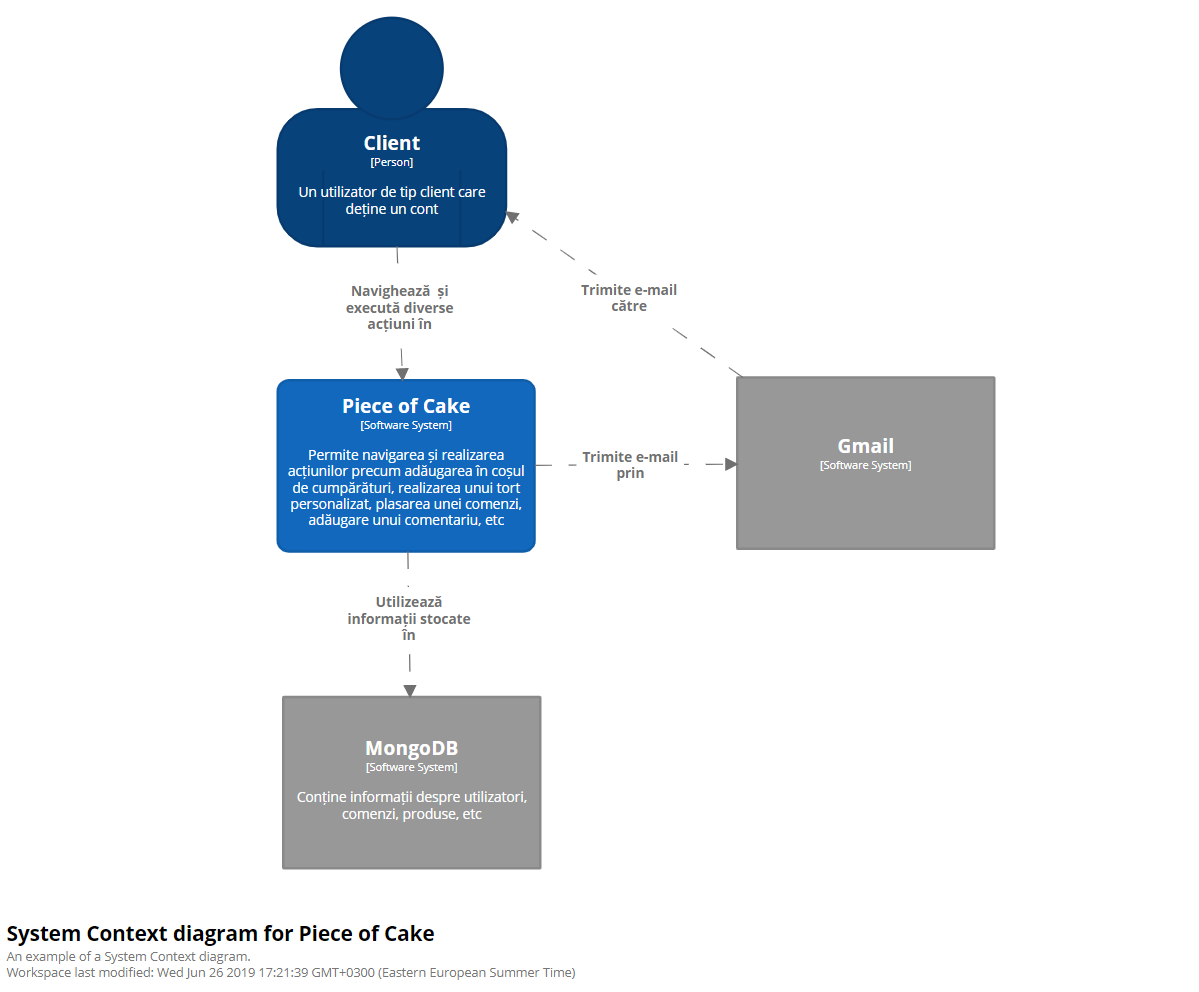 Client
[Person]
Un utilizator de tip client care
deține un cont
Navighează și
execută diverse
acțiuni în
Trimite e-mail
către
Piece of Cake
[Software System]
Permite navigarea și realizarea
acțiunilor precum adăugarea în coșul
de cumpărături, realizarea unui tort
personalizat, plasarea unei comenzi,
adăugare unui comentariu, etc
Trimite e-mail
prin
Gmail
[Software System]
Utilizează
informații stocate
în
MongoDB
[Software System]
Conține informații despre utilizatori,
comenzi, produse, etc
System Context diagram for Piece of Cake
An example of a System Context diagram.
Workspace last modified: Wed Jun 26 2019 17:21:39 GMT+0300 (Eastern European Summer Time)